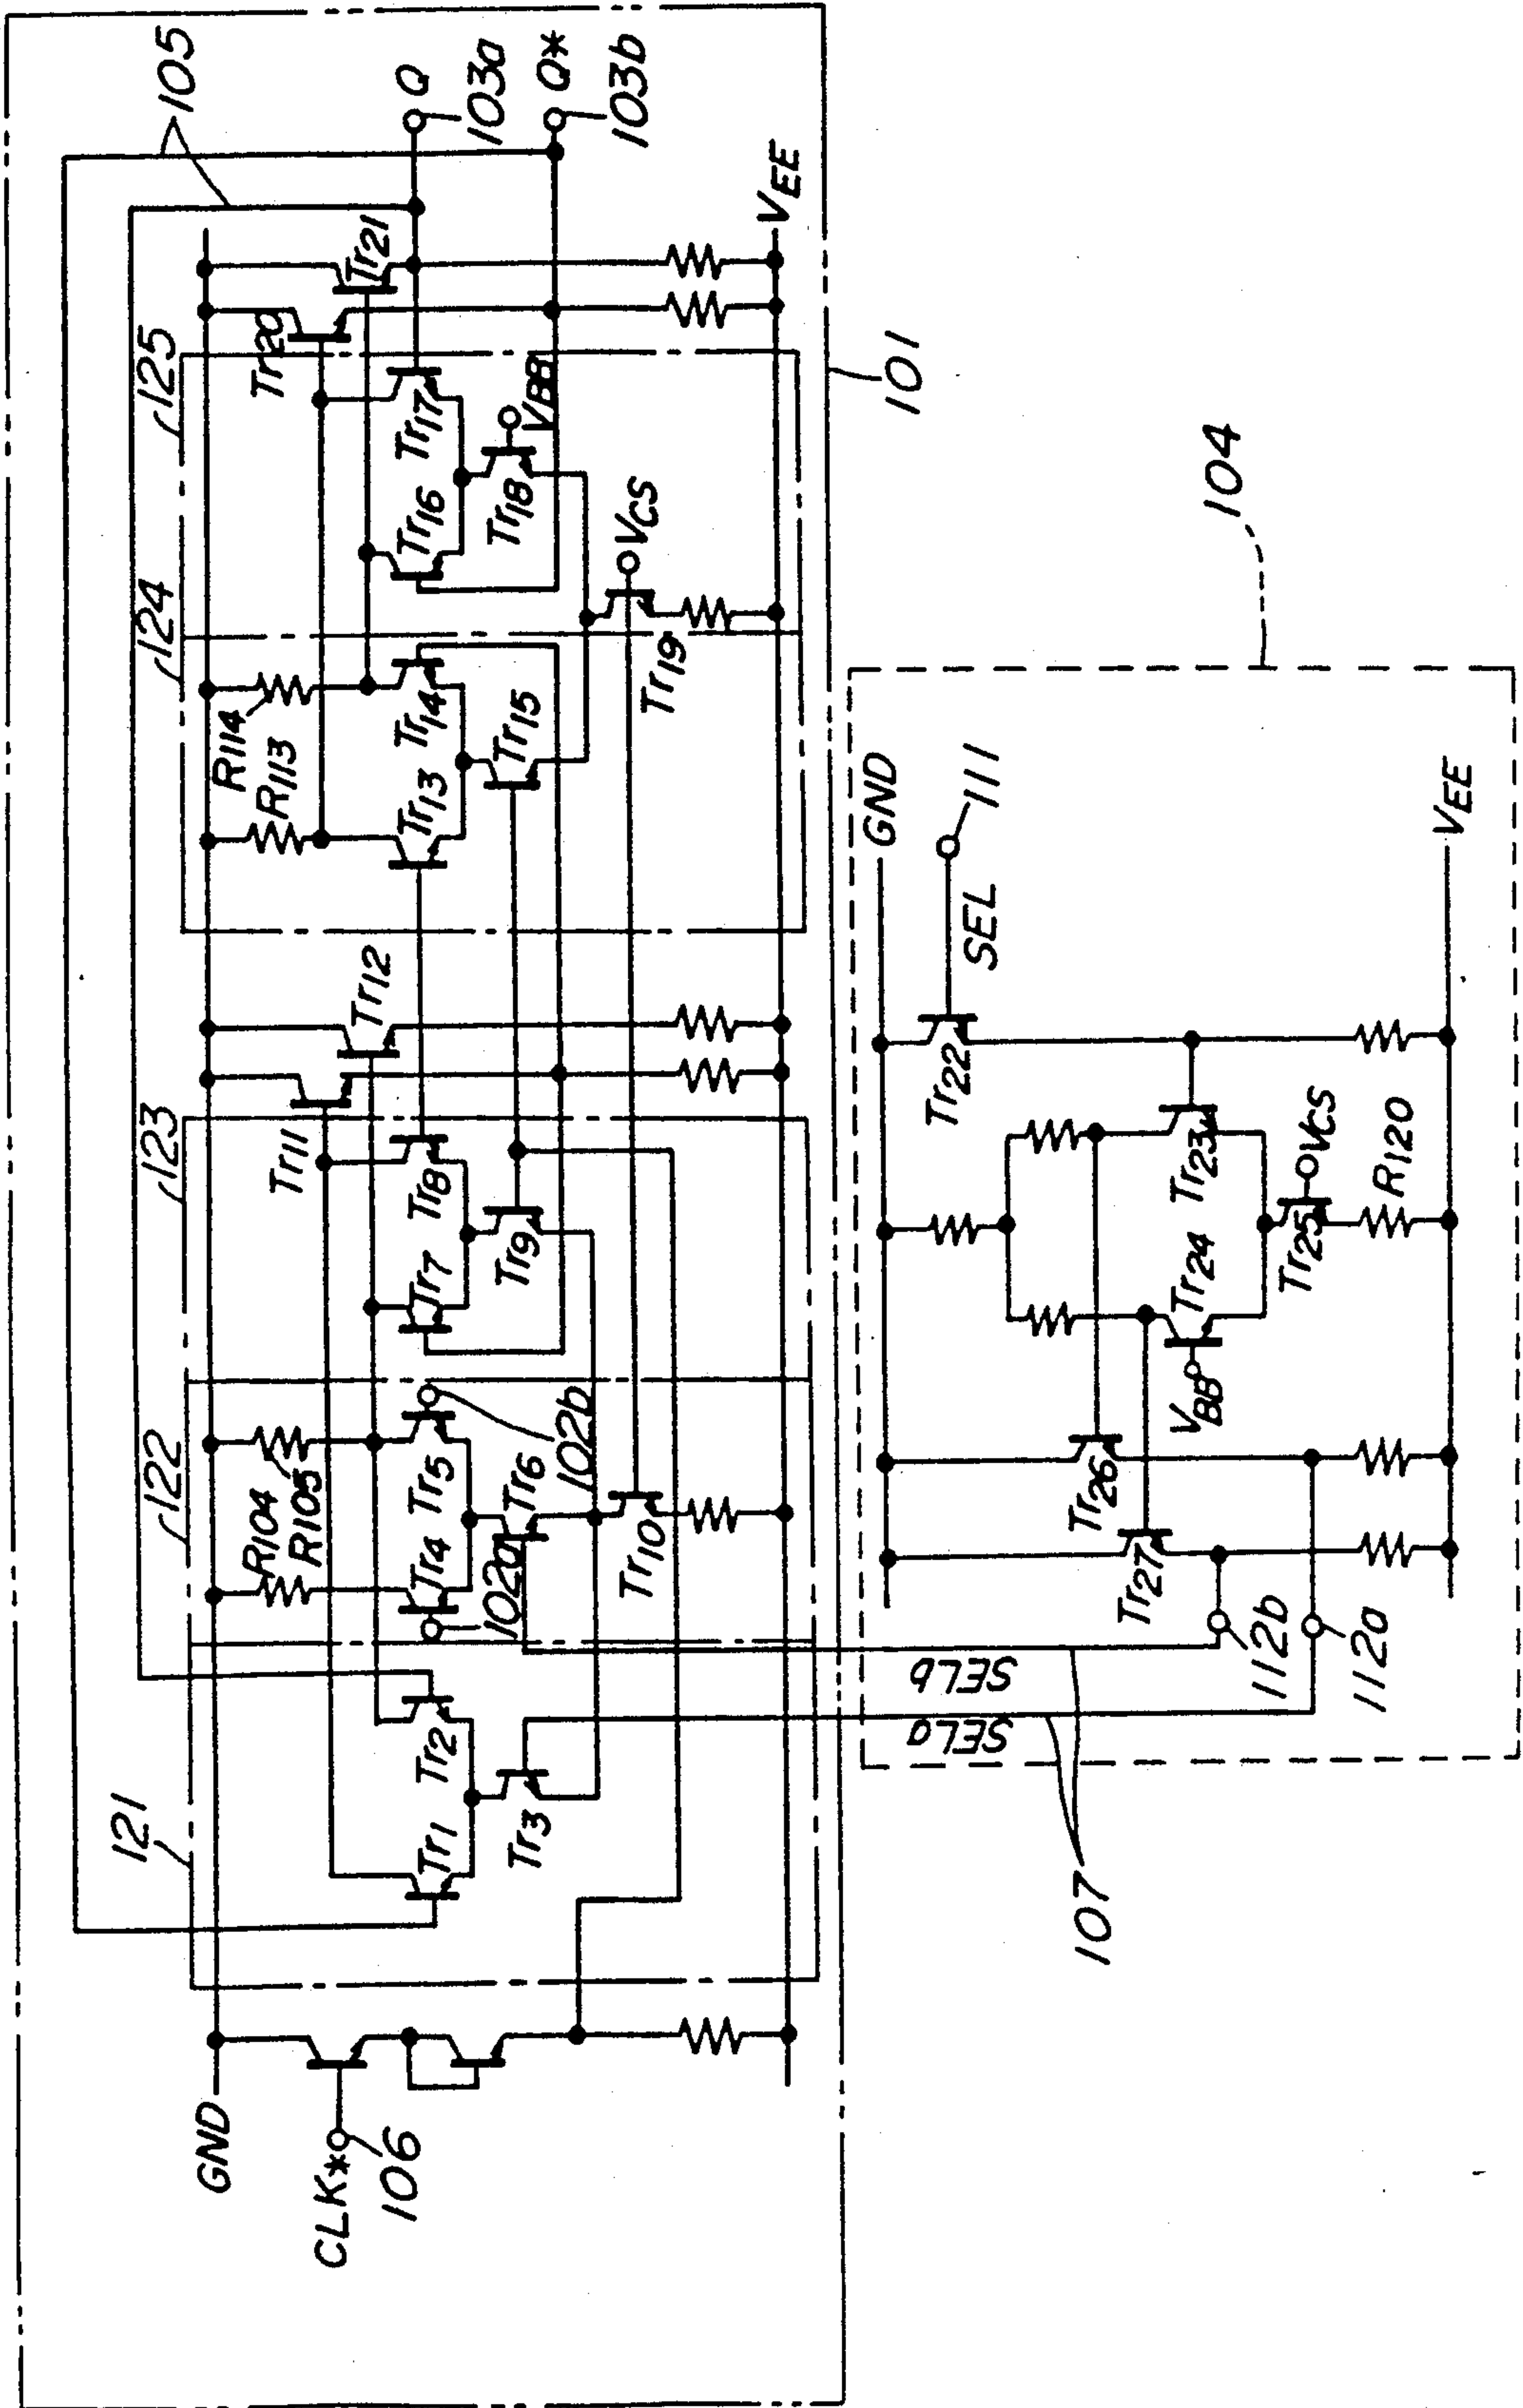 105
Q
103a
Q*
103b
VEE
Tr21
Tr20
125
Tr17
VBB
Tr16
Tr18
VCS
124
Tr19
R114
R113
Tr14
Tr15
Tr13
101
Tr12
Tr11
123
Tr8
Tr9
Tr7
122
R104
R105
Tr5
102b
Tr6
Tr4
102a
Tr10
121
Tr2
Tr1
Tr3
GND
CLK*
106
SELb
SELa
107
104
GND
111
SEL
VEE
Tr22
Tr23
VCS
R120
Tr24
Tr25
VBB
Tr26
Tr27
112b
112a